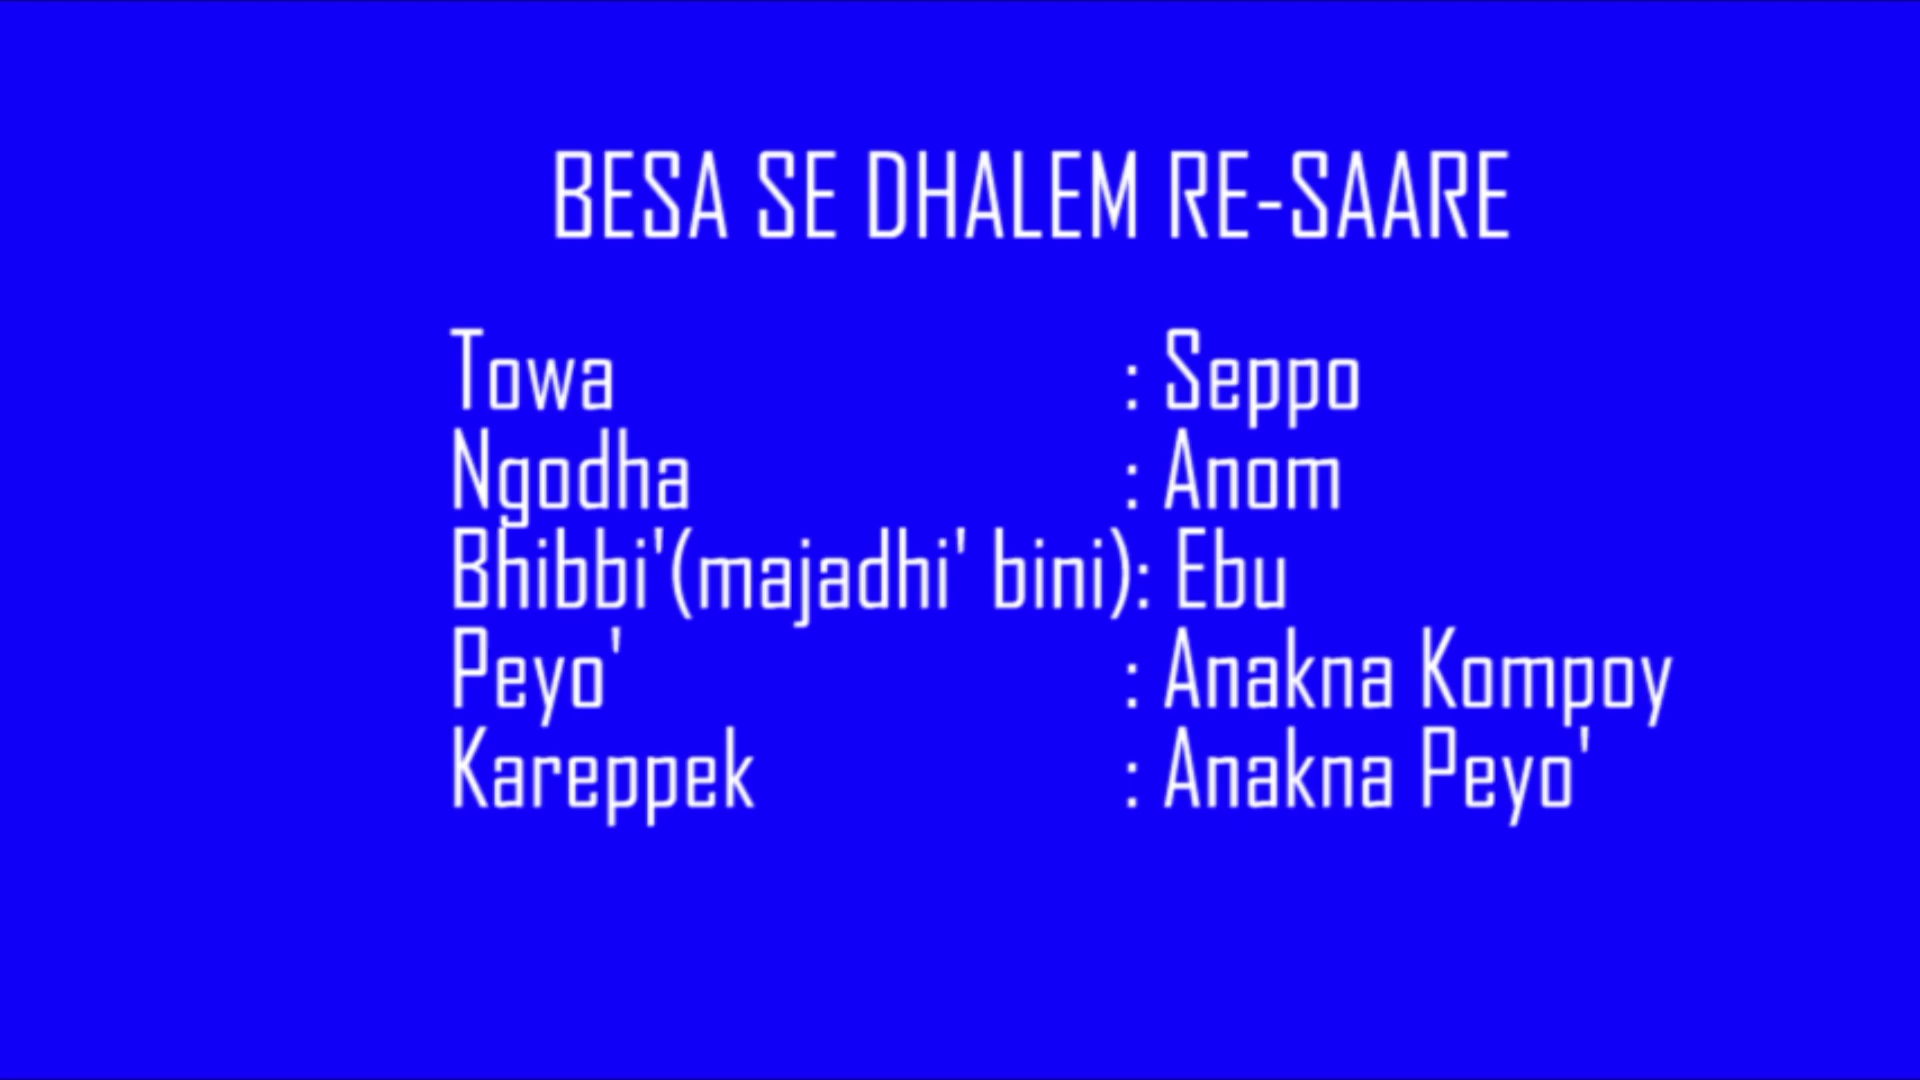 BESA SE DHALEM RE-SAARE
Towa : Seppo
Ngodha : Anom
Bhibbi'(majadhi' bini): Ebu
Peyo' : Anakna Kompoy
Kareppek : Anakna Peyo'